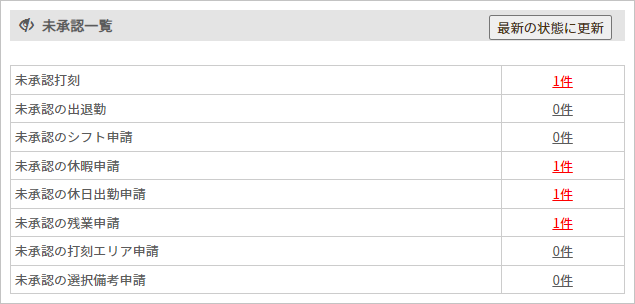 未承認一覧
最新の状態に更新
未承認打刻 1件
未承認の出退勤 0件
未承認のシフト申請 0件
未承認の休暇申請 1件
未承認の休日出勤申請 1件
未承認の残業申請 1件
未承認の打刻エリア申請 0件
未承認の選択備考申請 0件